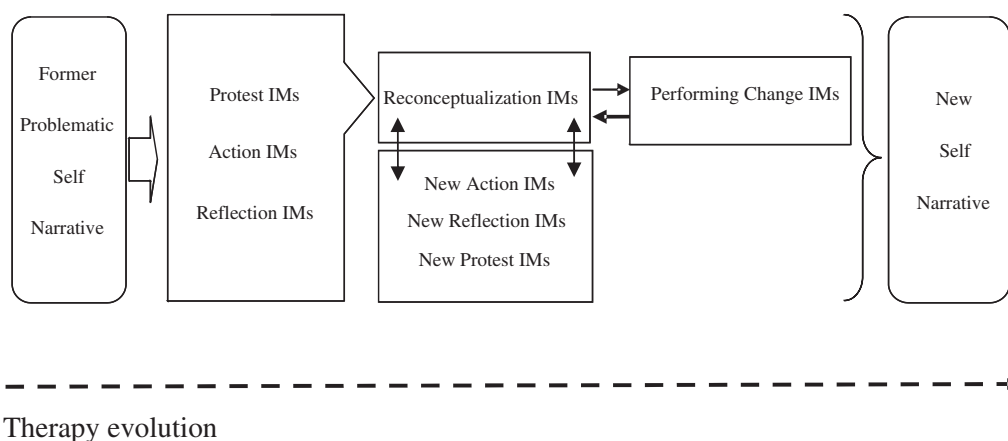 Former
Problematic
Self
Narrative
Protest IMs
Action IMs
Reflection IMs
Reconceptualization IMs
New Action IMs
New Reflection IMs
New Protest IMs
Performing Change IMs
New
Self
Narrative
Therapy evolution